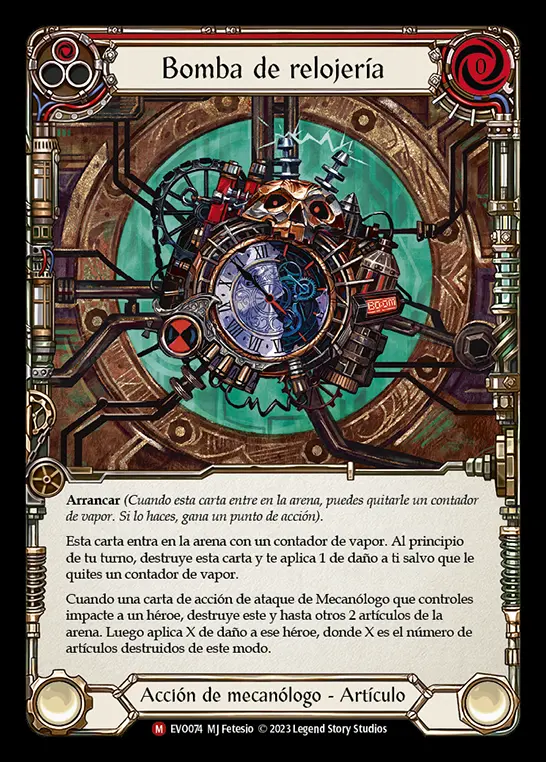 Bomba de relojería
0
XII
BOOM
Arrancar (Cuando esta carta entre en la arena, puedes quitarle un contador
de vapor. Si lo haces, gana un punto de acción).
Esta carta entra en la arena con un contador de vapor. Al principio
de tu turno, destruye esta carta y te aplica 1 de daño a ti salvo que le
quites un contador de vapor.
Cuando una carta de acción de ataque de Mecanólogo que controles
impacte a un héroe, destruye este y hasta otros 2 artículos de la
arena. Luego aplica X de daño a ese héroe, donde X es el número de
artículos destruidos de este modo.
Acción de mecanólogo - Artículo
M EVO074 MJ Fetesio © 2023 Legend Story Studios